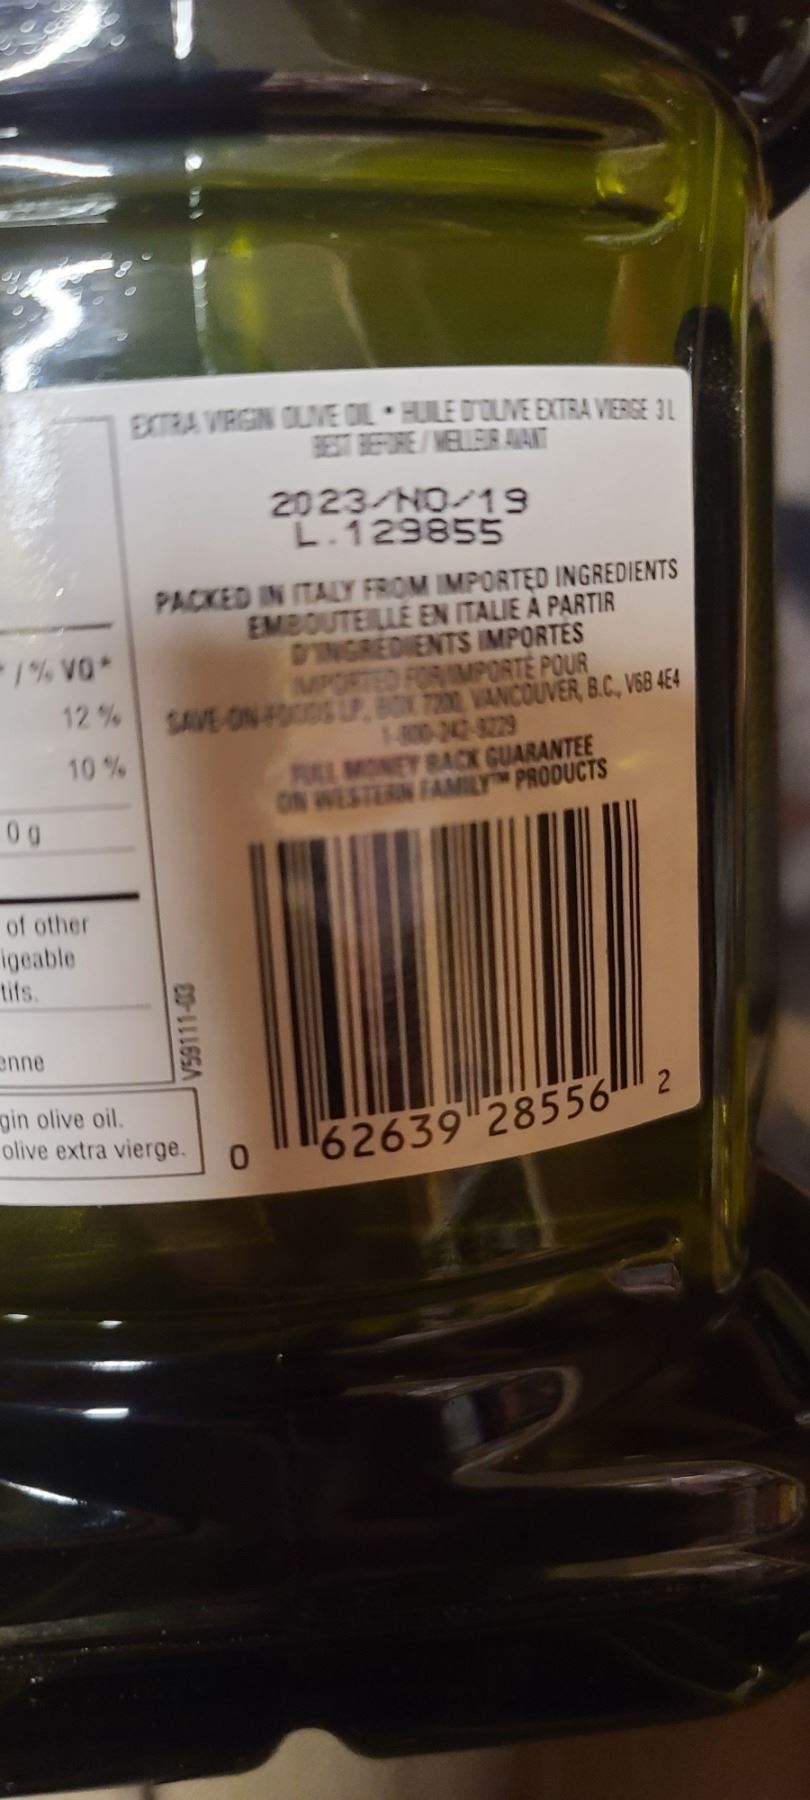 EXTRA VIRGIN OLIVE OIL • HUILE D'OLIVE EXTRA VIERGE 3 L
BEST BEFORE / MEILLEUR AVANT
2023/NO/19
L.129855
PACKED IN ITALY FROM IMPORTED INGREDIENTS
EMBOUTEILLÉ EN ITALIE À PARTIR
D'INGRÉDIENTS IMPORTÉS
IMPORTED FOR/IMPORTÉ POUR
SAVE-ON-FOODS LP, BOX 7200, VANCOUVER, B.C., V6B 4E4
1-800-242-9229
FULL MONEY BACK GUARANTEE
ON WESTERN FAMILY™ PRODUCTS
0 62639 28556 2
V59111-03
* / % VQ*
12 %
10 %
0 g
of other
igeable
tifs.
enne
gin olive oil.
olive extra vierge.